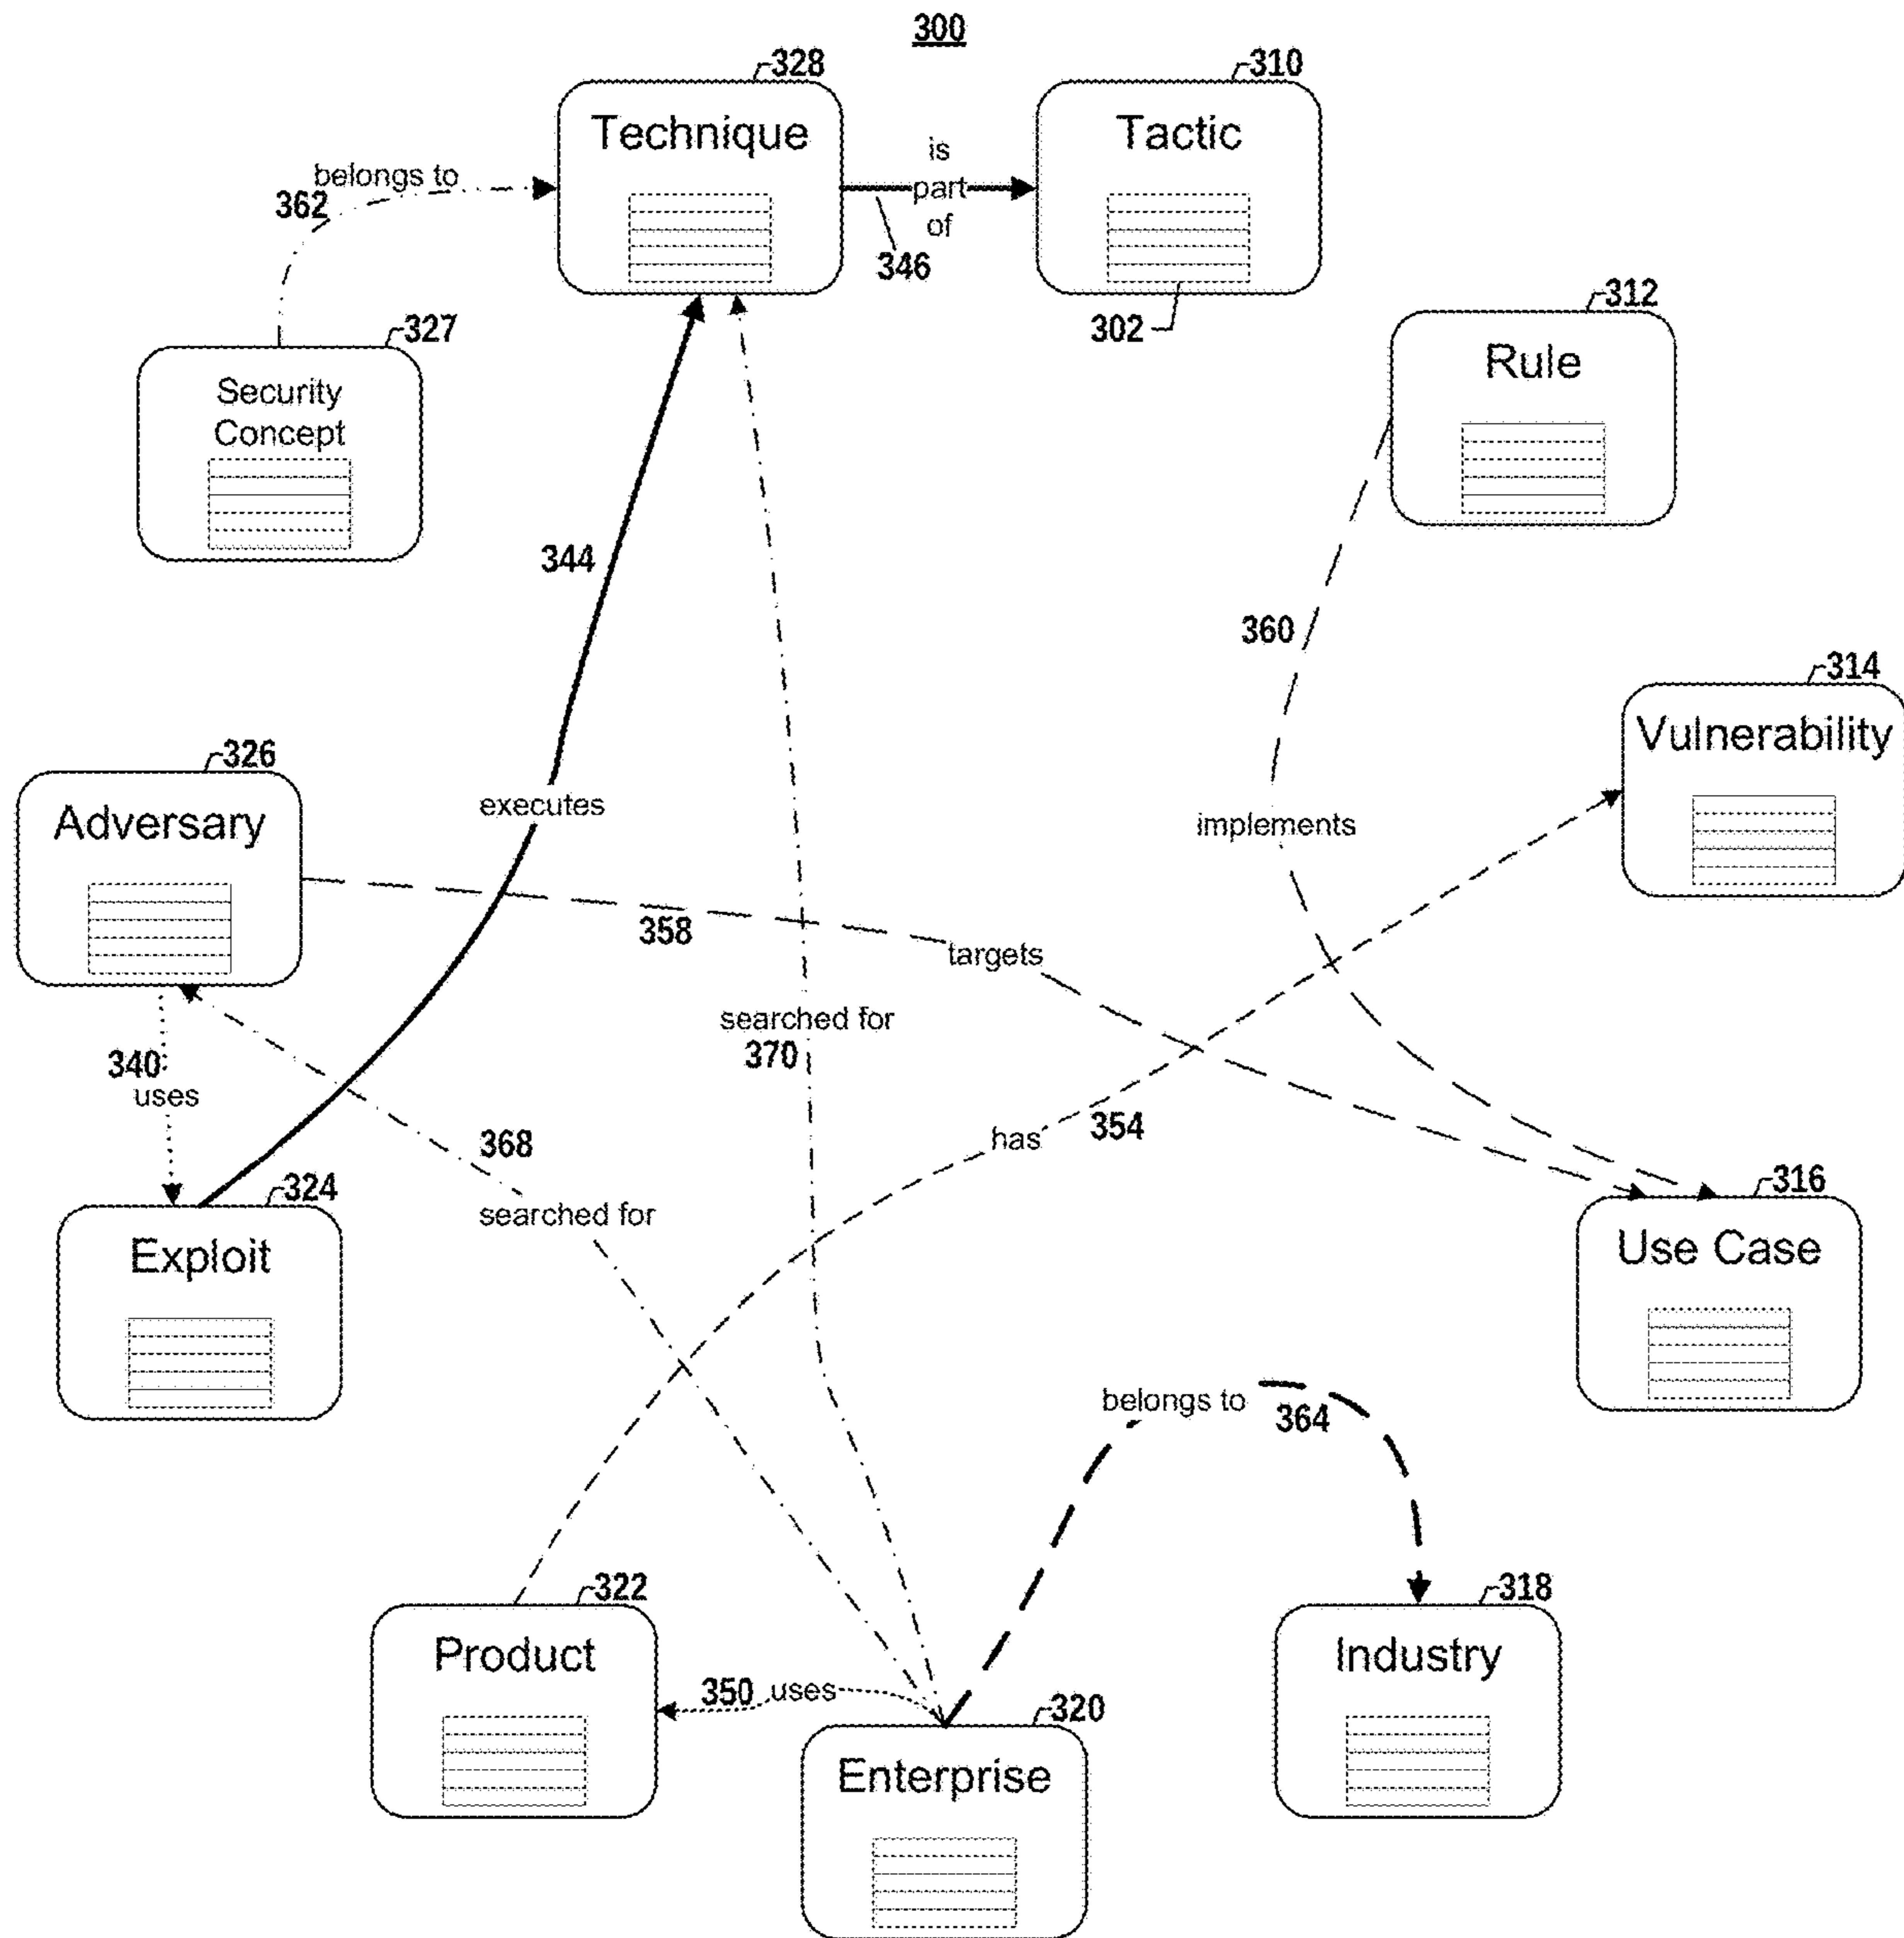 300
328
Technique
310
Tactic
is
part
of
346
302
belongs to
362
327
Security
Concept
312
Rule
344
360
314
Vulnerability
326
Adversary
executes
implements
358
targets
searched for
370
340
uses
368
searched for
has
354
324
Exploit
316
Use Case
belongs to
364
322
Product
350
uses
320
Enterprise
318
Industry